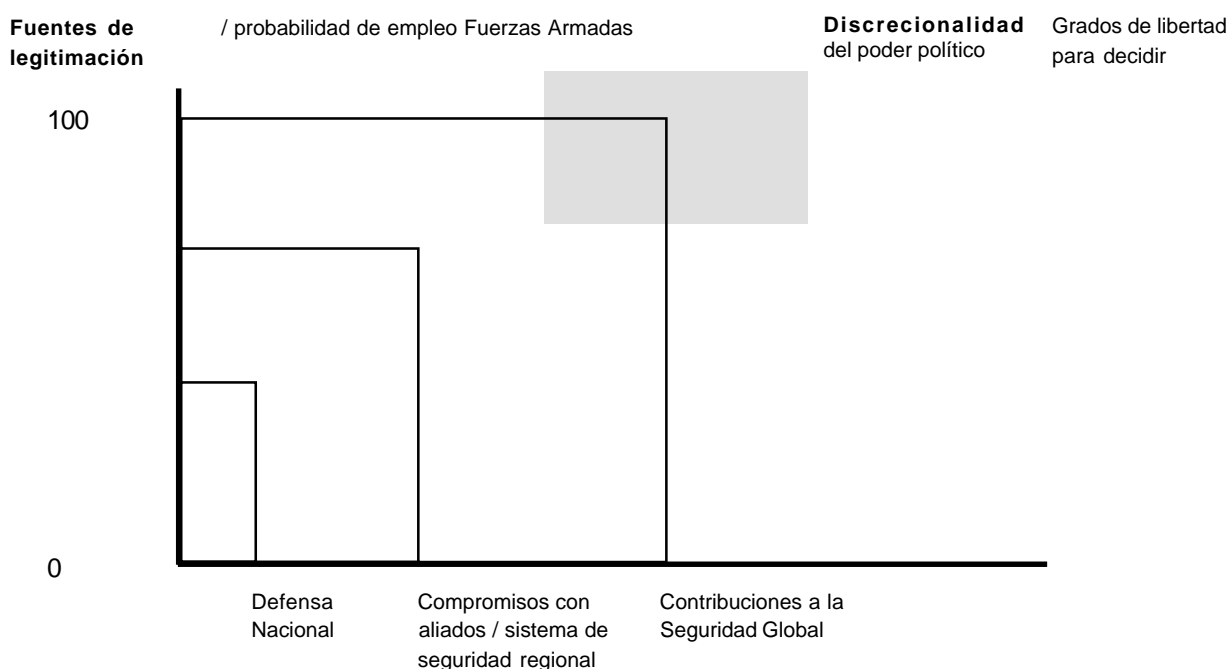 Fuentes de legitimación
/ probabilidad de empleo Fuerzas Armadas
Discrecionalidad
del poder político
Grados de libertad
para decidir
100
0
Defensa
Nacional
Compromisos con
aliados / sistema de
seguridad regional
Contribuciones a la
Seguridad Global